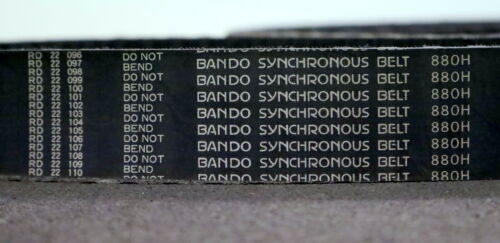 RD 22 096 DO NOT BANDO SYNCHRONOUS BELT 880H
RD 22 097 BEND
RD 22 098 DO NOT BANDO SYNCHRONOUS BELT 880H
RD 22 099 BEND
RD 22 100 BEND BANDO SYNCHRONOUS BELT 880H
RD 22 101 DO NOT
RD 22 102 BEND BANDO SYNCHRONOUS BELT 880H
RD 22 103 DO NOT
RD 22 104 BANDO SYNCHRONOUS BELT 880H
RD 22 105 BEND
RD 22 106 DO NOT BANDO SYNCHRONOUS BELT 880H
RD 22 107 BEND
RD 22 108 DO NOT BANDO SYNCHRONOUS BELT 880H
RD 22 109 BEND
RD 22 110 DO NOT BANDO SYNCHRONOUS BELT 880H